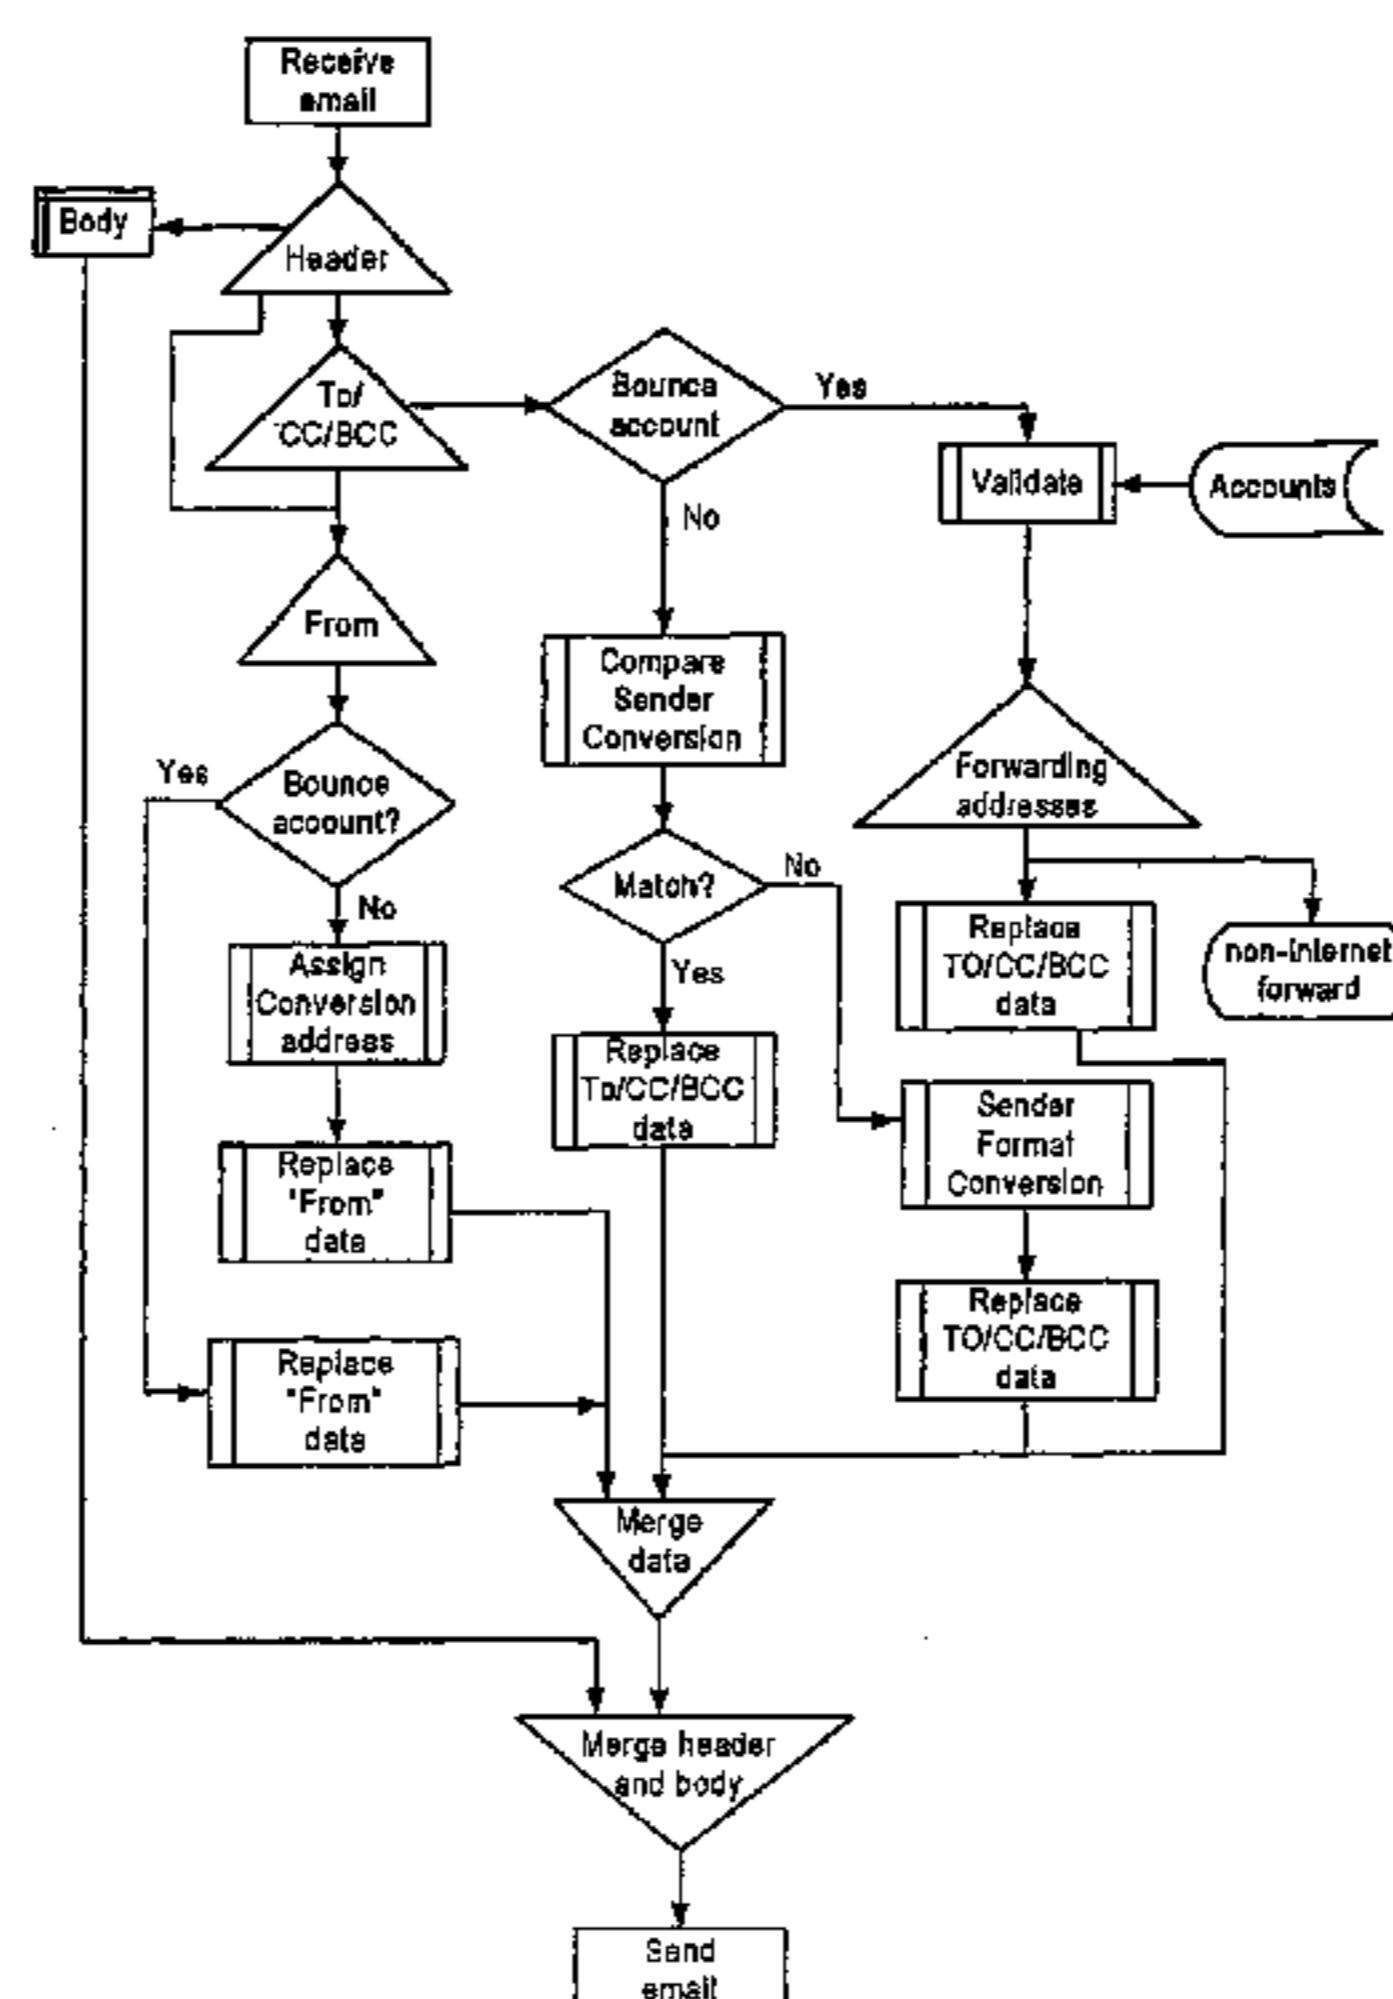 Receive
email
Body
Header
To/
CC/BCC
Bounce
account
Yes
Validate
Accounts
No
From
Compare
Sender
Conversion
Forwarding
addresses
Yes
Bounce
account?
No
Match?
No
Yes
Replace
TO/CC/BCC
data
non-internet
forward
Assign
Conversion
address
Replace
To/CC/BCC
data
Sender
Format
Conversion
Replace
"From"
data
Replace
TO/CC/BCC
data
Replace
"From"
data
Merge
data
Merge header
and body
Send
email